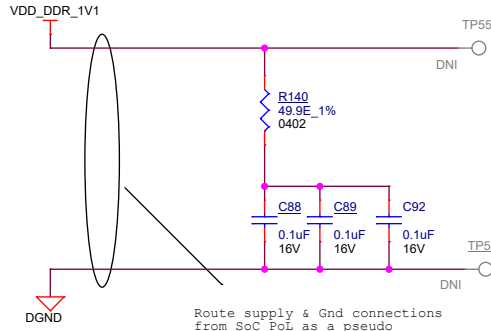 VDD_DDR_1V1
TP55
DNI
R140
49.9E_1%
0402
C88 C89 C92
0.1uF 0.1uF 0.1uF
16V 16V 16V
DNI
DGND
Route supply & Gnd connections
from SoC PoL as a pseudo